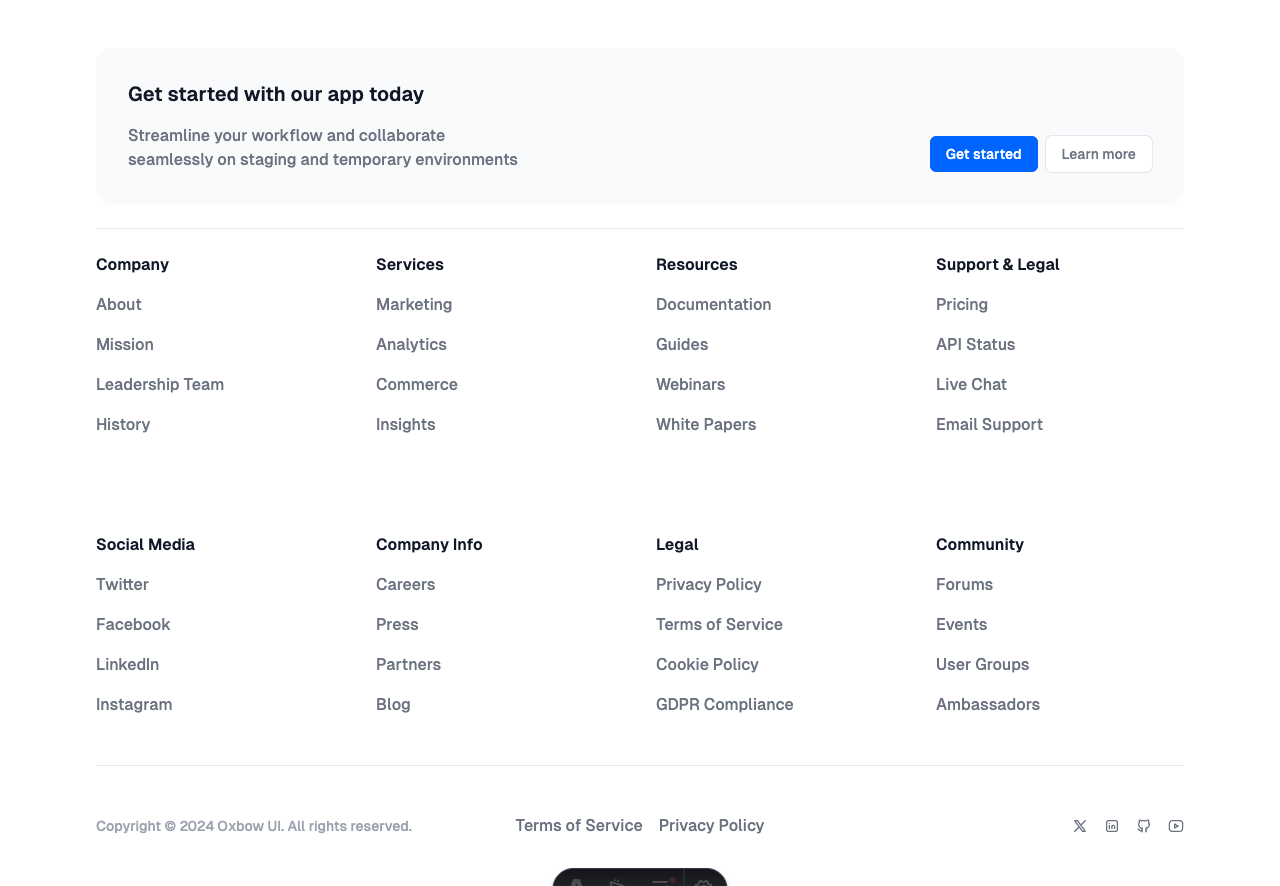 Get started with our app today
Streamline your workflow and collaborate
seamlessly on staging and temporary environments
Get started
Learn more
Company
About
Mission
Leadership Team
History
Services
Marketing
Analytics
Commerce
Insights
Resources
Documentation
Guides
Webinars
White Papers
Support & Legal
Pricing
API Status
Live Chat
Email Support
Social Media
Twitter
Facebook
LinkedIn
Instagram
Company Info
Careers
Press
Partners
Blog
Legal
Privacy Policy
Terms of Service
Cookie Policy
GDPR Compliance
Community
Forums
Events
User Groups
Ambassadors
Copyright © 2024 Oxbow UI. All rights reserved.
Terms of Service
Privacy Policy